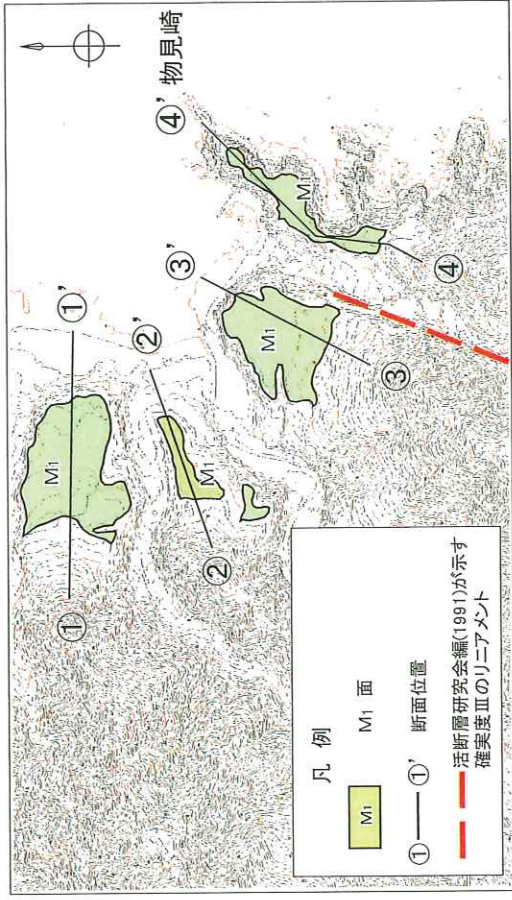 ①
①’
M1
②
②’
M1
③
③’
M1
④
④’
物見崎
M1
凡例
M1
M1 面
①
①’
断面位置
活断層研究会編(1991)が示す
確実度Ⅲのリニアメント